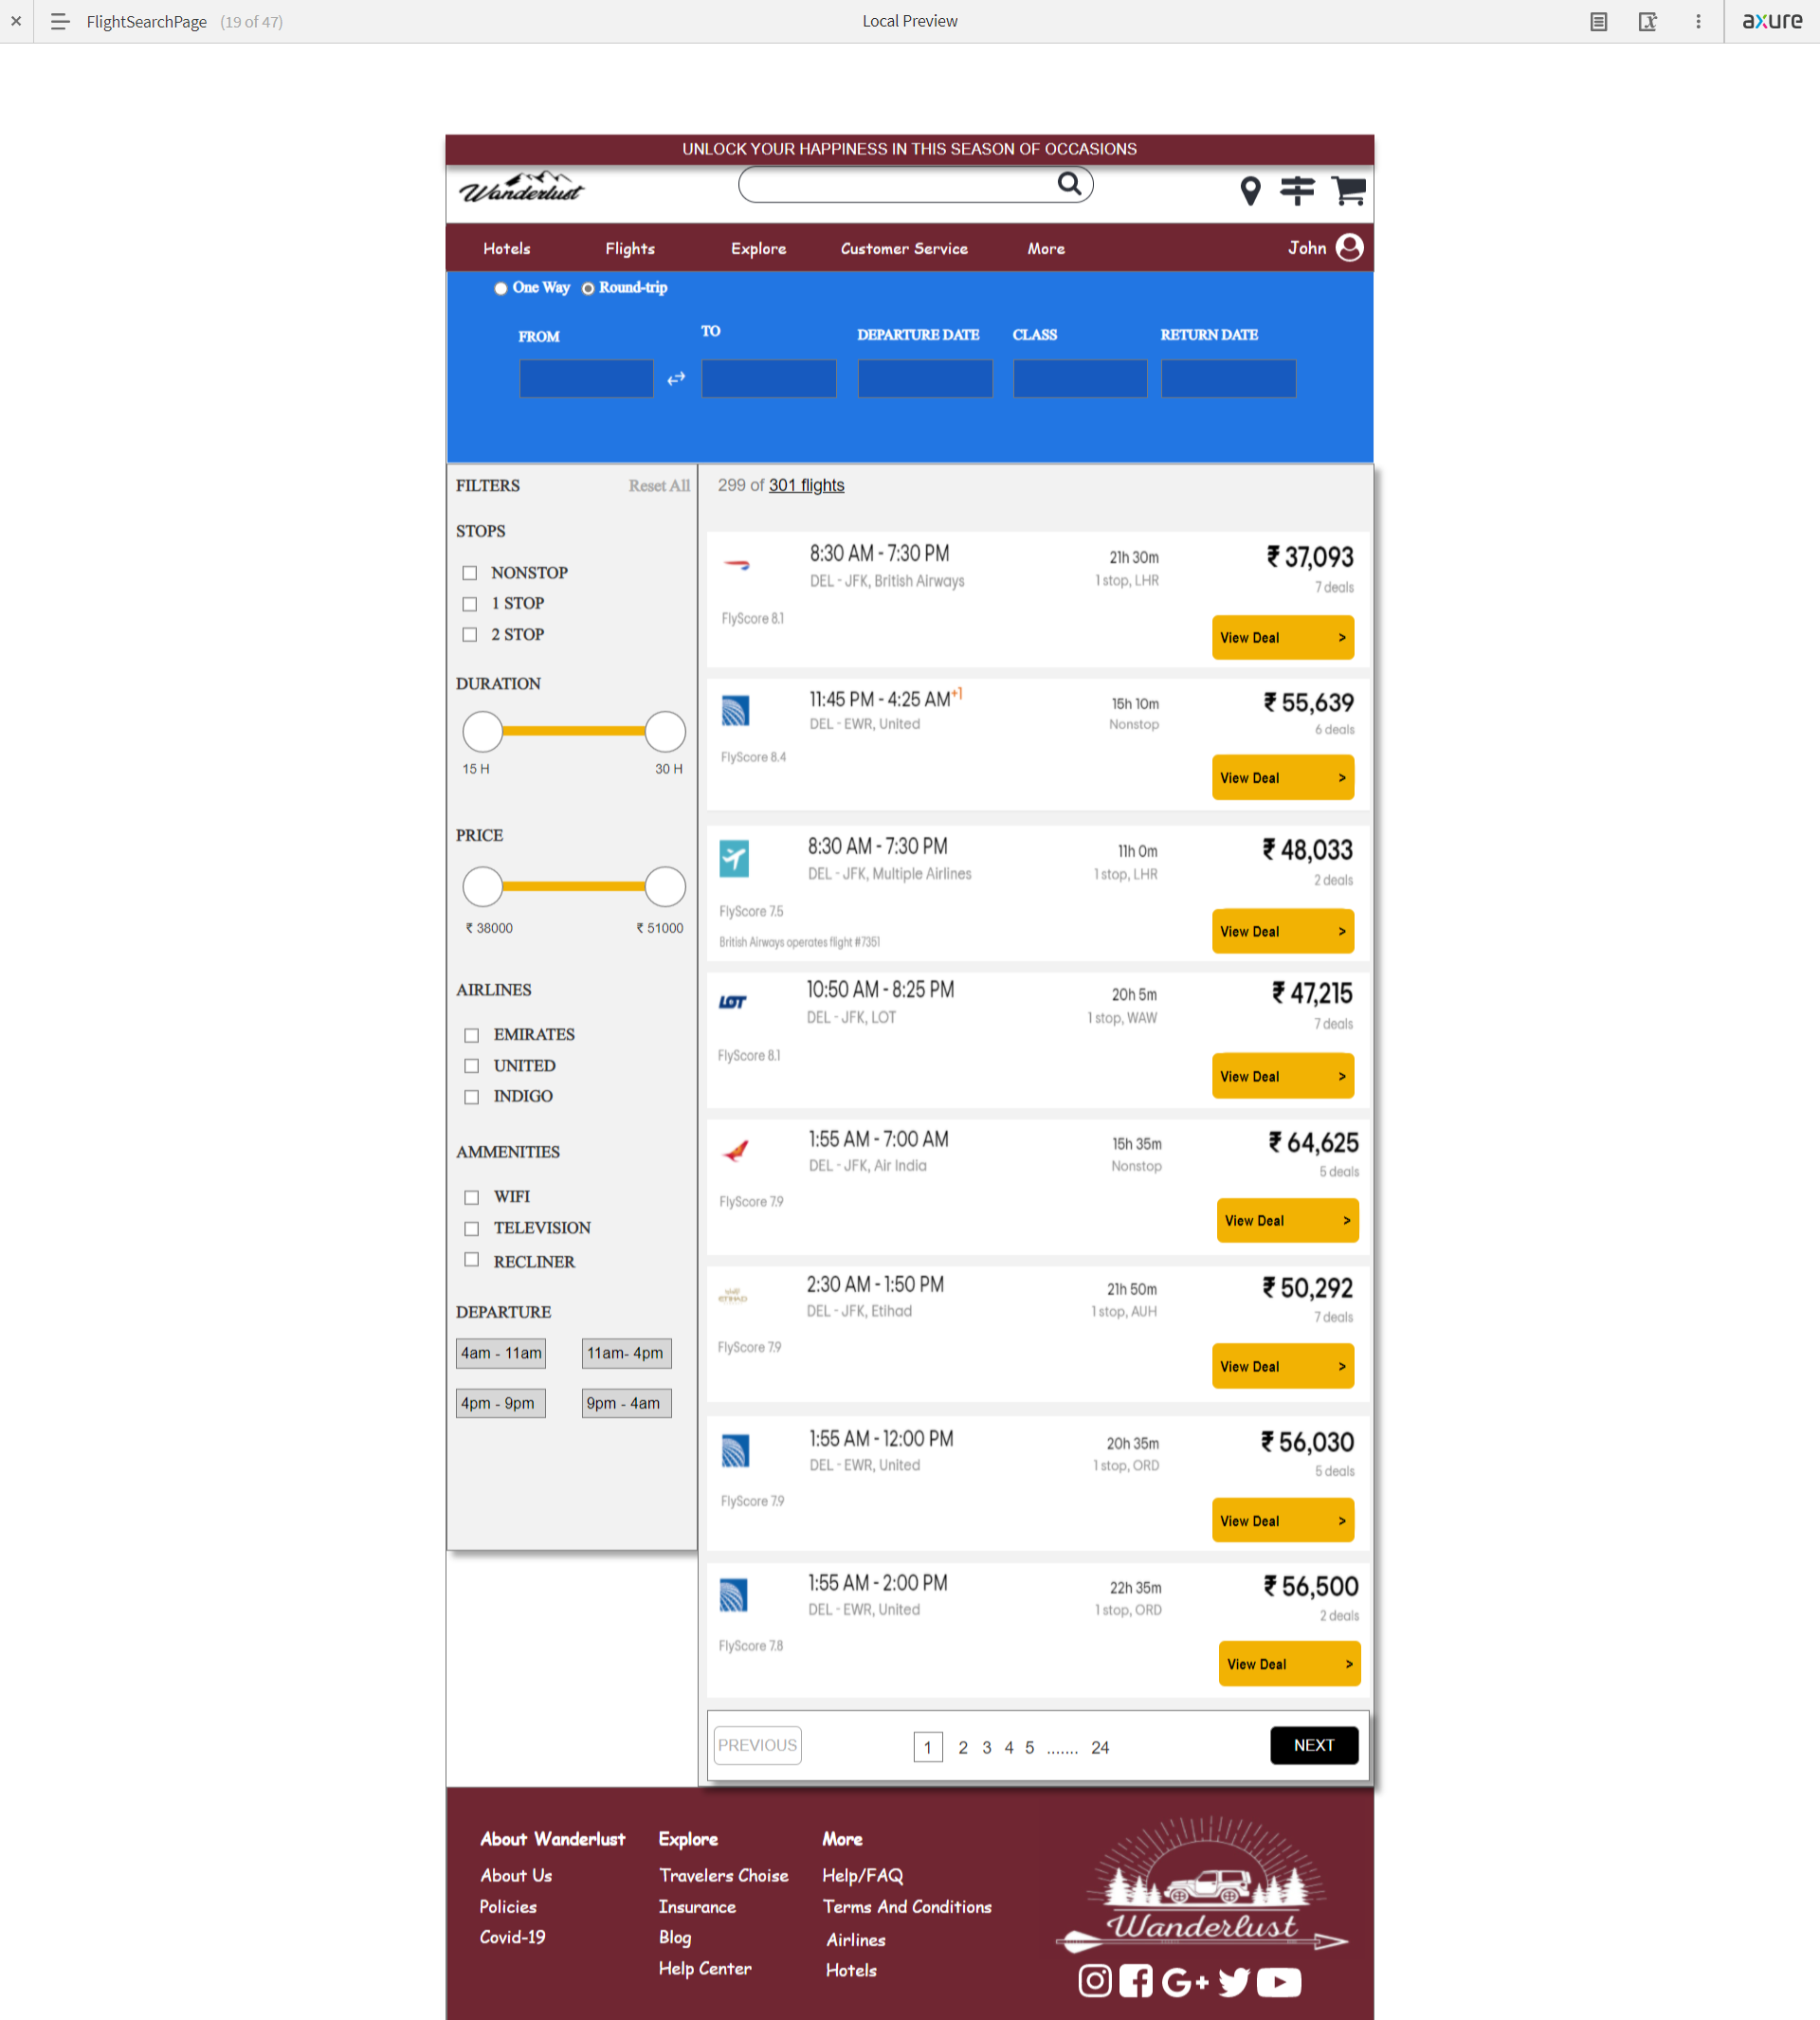 FlightSearchPage (19 of 47)
Local Preview
axure
UNLOCK YOUR HAPPINESS IN THIS SEASON OF OCCASIONS
Wanderlust
Hotels Flights Explore Customer Service More John
One Way Round-trip
FROM TO DEPARTURE DATE CLASS RETURN DATE
FILTERS Reset All
STOPS
NONSTOP
1 STOP
2 STOP
DURATION
15 H 30 H
PRICE
₹ 38000 ₹ 51000
AIRLINES
EMIRATES
UNITED
INDIGO
AMMENITIES
WIFI
TELEVISION
RECLINER
DEPARTURE
4am - 11am 11am- 4pm
4pm - 9pm 9pm - 4am
299 of 301 flights
8:30 AM - 7:30 PM 21h 30m ₹ 37,093
DEL - JFK, British Airways 1 stop, LHR 7 deals
FlyScore 8.1
View Deal >
11:45 PM - 4:25 AM+1 15h 10m ₹ 55,639
DEL - EWR, United Nonstop 6 deals
FlyScore 8.4
View Deal >
8:30 AM - 7:30 PM 11h 0m ₹ 48,033
DEL - JFK, Multiple Airlines 1 stop, LHR 2 deals
FlyScore 7.5
View Deal >
British Airways operates flight #7351
LOT 10:50 AM - 8:25 PM 20h 5m ₹ 47,215
DEL - JFK, LOT 1 stop, WAW 7 deals
FlyScore 8.1
View Deal >
1:55 AM - 7:00 AM 15h 35m ₹ 64,625
DEL - JFK, Air India Nonstop 5 deals
FlyScore 7.9
View Deal >
2:30 AM - 1:50 PM 21h 50m ₹ 50,292
ETIHAD DEL - JFK, Etihad 1 stop, AUH 7 deals
FlyScore 7.9
View Deal >
1:55 AM - 12:00 PM 20h 35m ₹ 56,030
DEL - EWR, United 1 stop, ORD 5 deals
FlyScore 7.9
View Deal >
1:55 AM - 2:00 PM 22h 35m ₹ 56,500
DEL - EWR, United 1 stop, ORD 2 deals
FlyScore 7.8
View Deal >
PREVIOUS 1 2 3 4 5 ....... 24 NEXT
About Wanderlust
About Us
Policies
Covid-19
Explore
Travelers Choise
Insurance
Blog
Help Center
More
Help/FAQ
Terms And Conditions
Airlines
Hotels
Wanderlust
G+